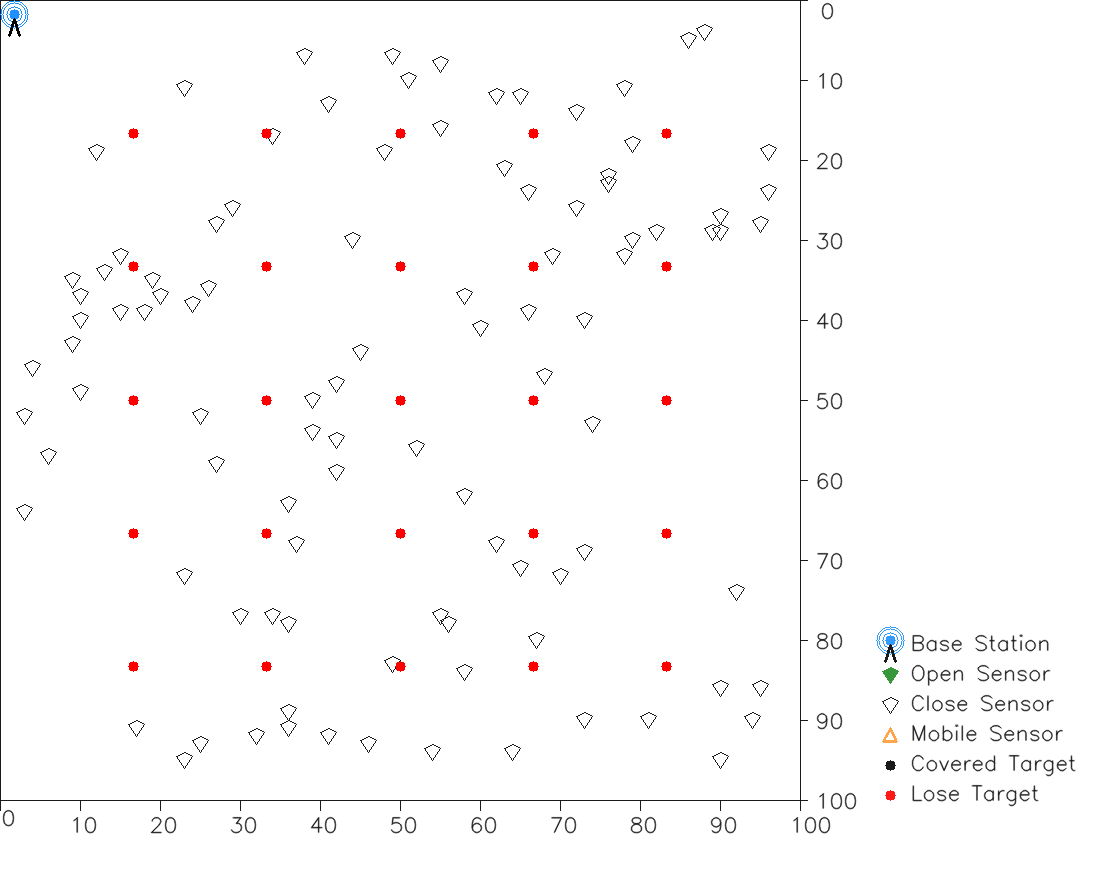 0
10
20
30
40
50
60
70
80
90
100
0 10 20 30 40 50 60 70 80 90 100
Base Station
Open Sensor
Close Sensor
Mobile Sensor
Covered Target
Lose Target